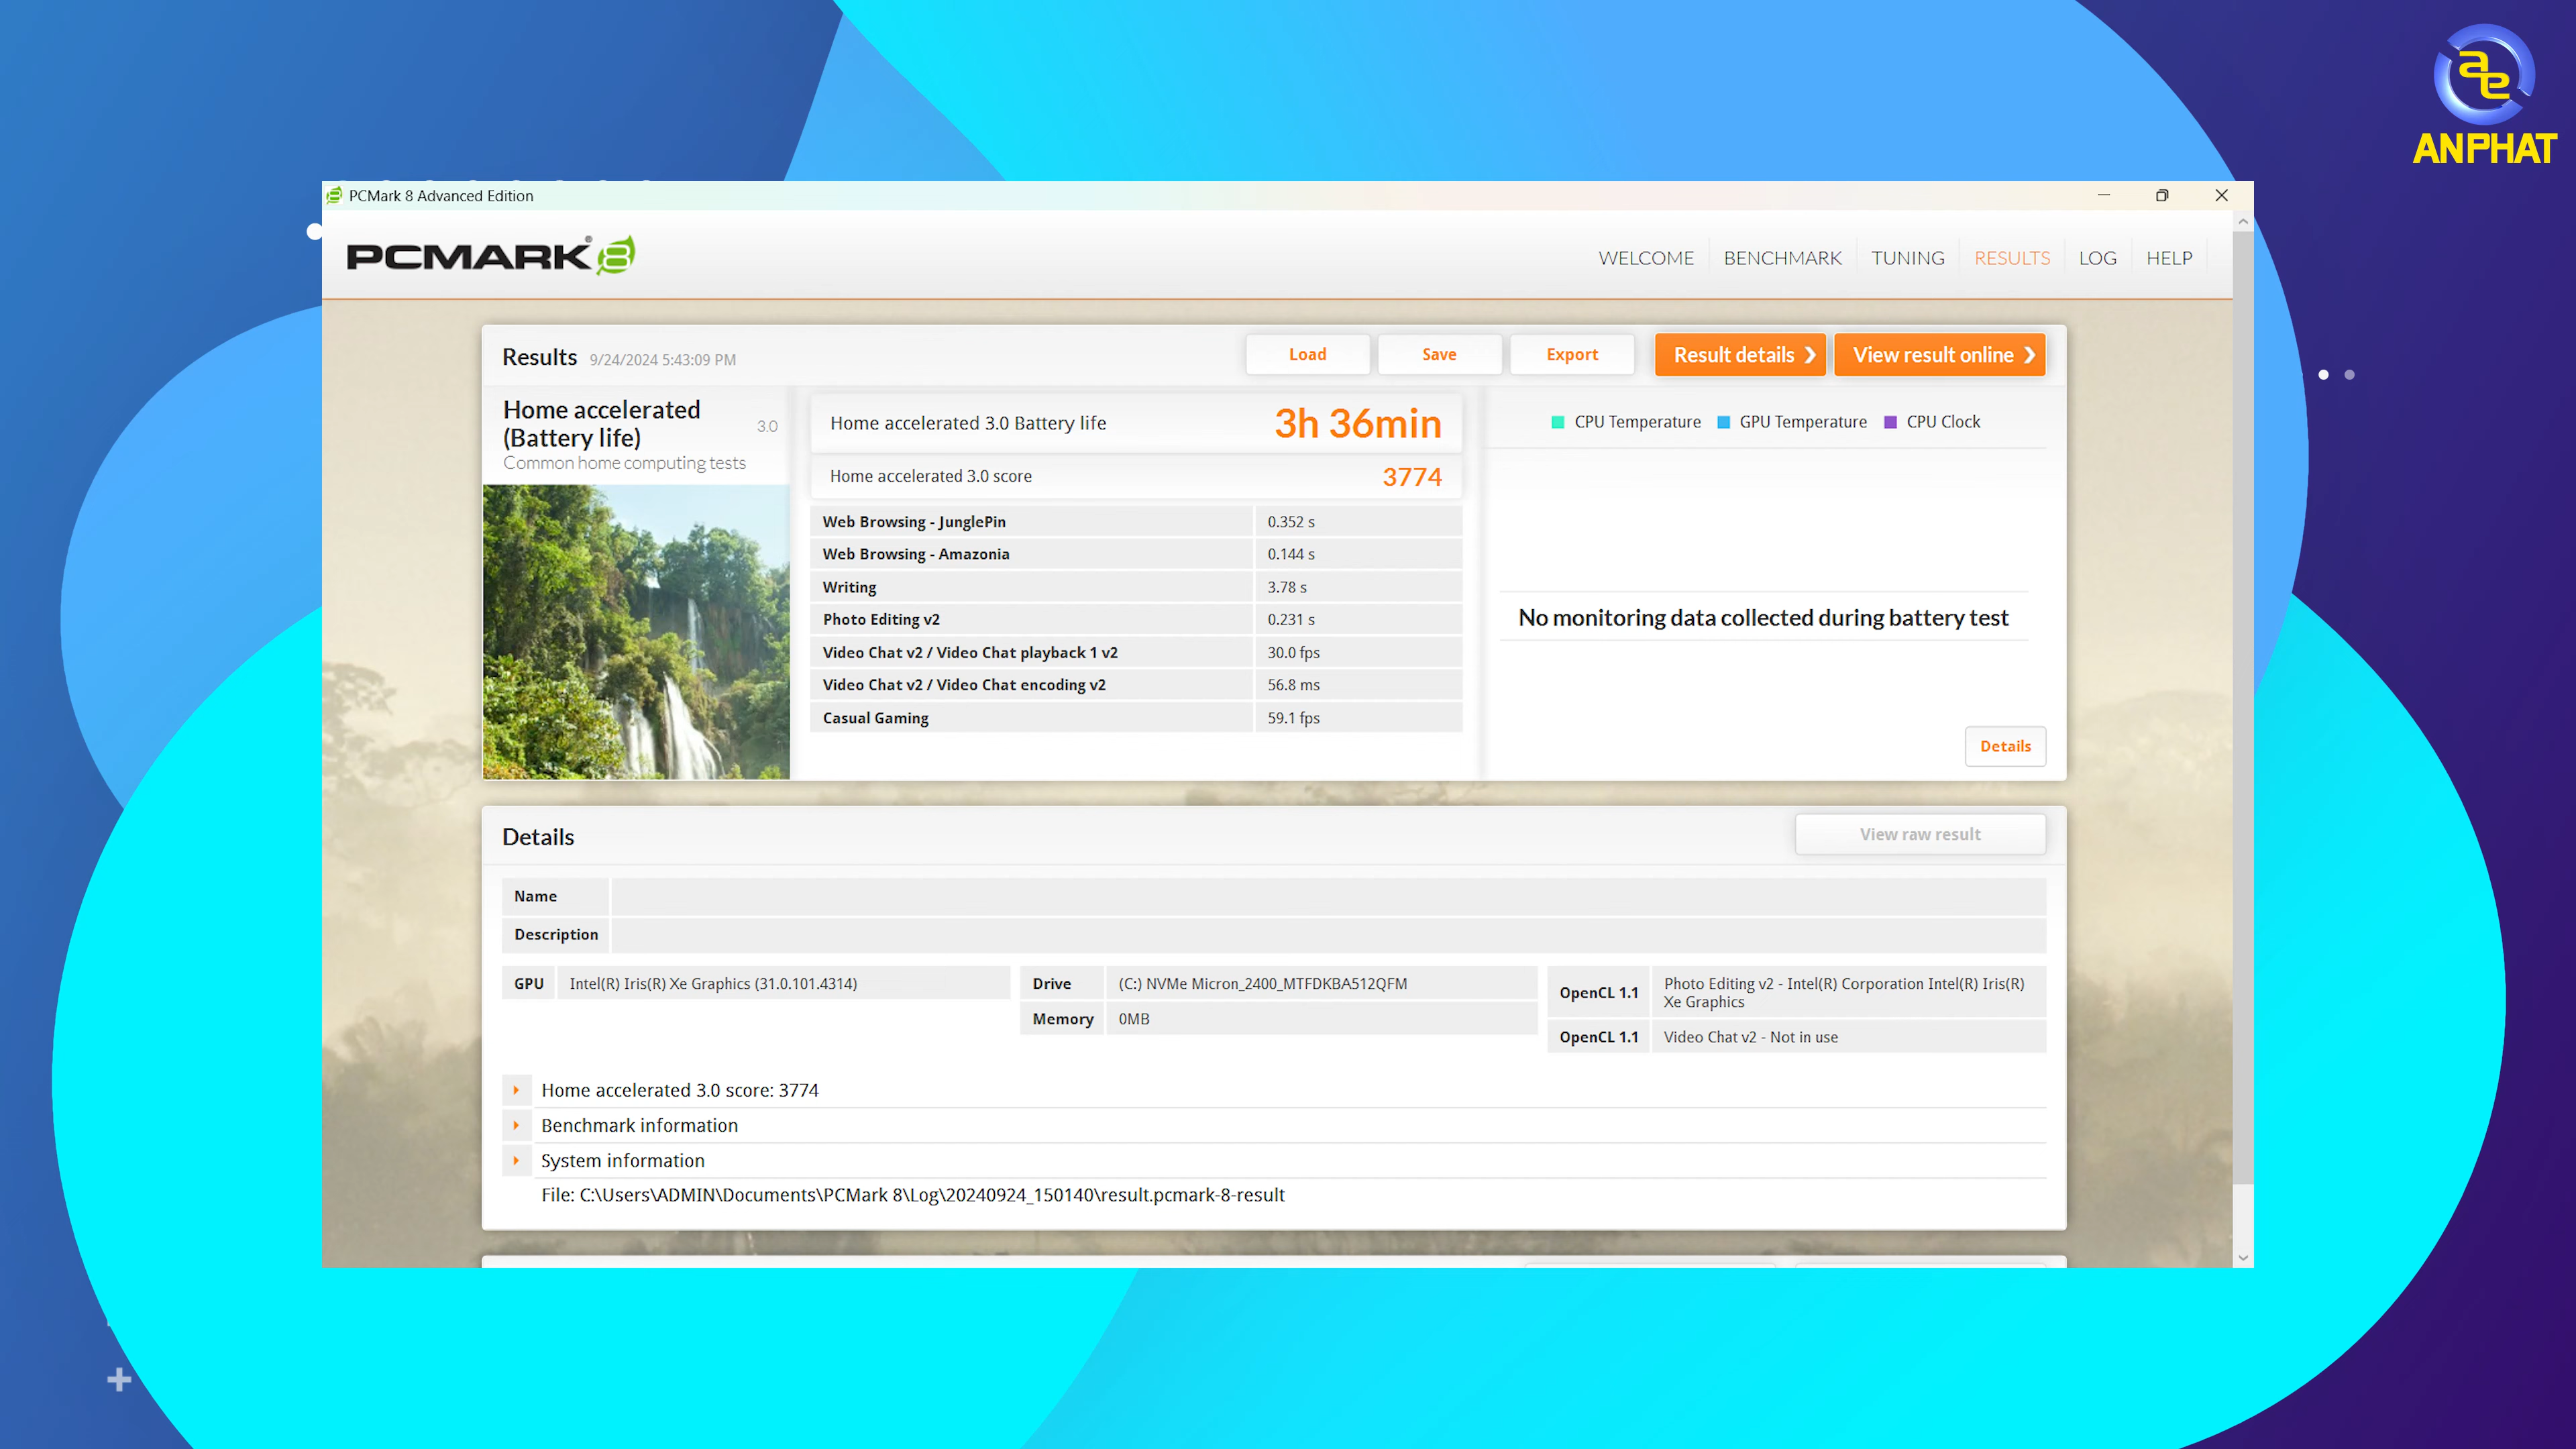 ae
ANPHAT
PCMark 8 Advanced Edition
PCMARK® 8
WELCOME BENCHMARK TUNING RESULTS LOG HELP
Results 9/24/2024 5:43:09 PM
Load Save Export Result details View result online
Home accelerated
(Battery life)
3.0
Common home computing tests
Home accelerated 3.0 Battery life 3h 36min
Home accelerated 3.0 score 3774
Web Browsing - JunglePin 0.352 s
Web Browsing - Amazonia 0.144 s
Writing 3.78 s
Photo Editing v2 0.231 s
Video Chat v2 / Video Chat playback 1 v2 30.0 fps
Video Chat v2 / Video Chat encoding v2 56.8 ms
Casual Gaming 59.1 fps
CPU Temperature GPU Temperature CPU Clock
No monitoring data collected during battery test
Details
Details
View raw result
Name
Description
GPU Intel(R) Iris(R) Xe Graphics (31.0.101.4314)
Drive (C:) NVMe Micron_2400_MTFDKBA512QFM
Memory 0MB
OpenCL 1.1 Photo Editing v2 - Intel(R) Corporation Intel(R) Iris(R)
Xe Graphics
OpenCL 1.1 Video Chat v2 - Not in use
Home accelerated 3.0 score: 3774
Benchmark information
System information
File: C:\Users\ADMIN\Documents\PCMark 8\Log\20240924_150140\result.pcmark-8-result